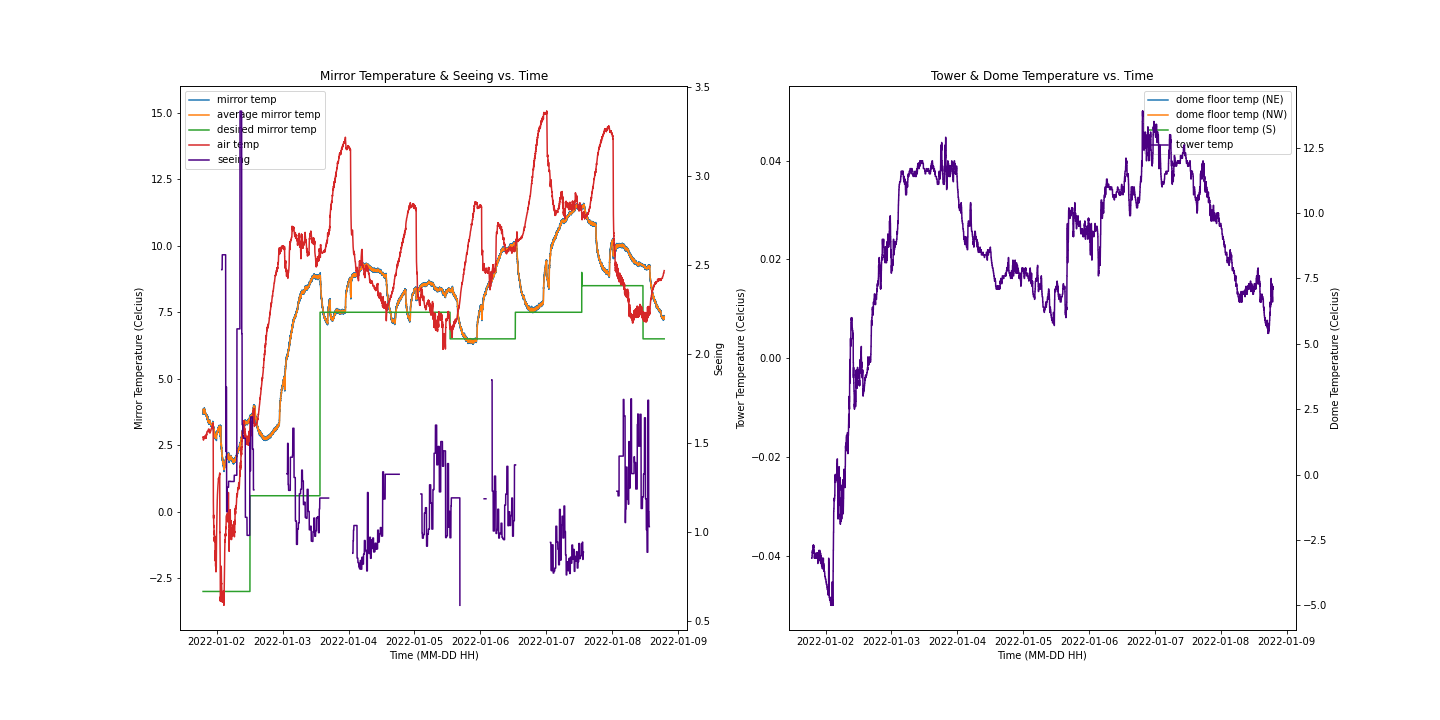 Mirror Temperature & Seeing vs. Time
mirror temp
average mirror temp
desired mirror temp
air temp
seeing
15.0
12.5
10.0
7.5
5.0
2.5
0.0
−2.5
Mirror Temperature (Celcius)
3.5
3.0
2.5
2.0
1.5
1.0
0.5
Seeing
2022-01-02 2022-01-03 2022-01-04 2022-01-05 2022-01-06 2022-01-07 2022-01-08 2022-01-09
Time (MM-DD HH)
Tower & Dome Temperature vs. Time
dome floor temp (NE)
dome floor temp (NW)
dome floor temp (S)
tower temp
0.04
0.02
0.00
−0.02
−0.04
Tower Temperature (Celcius)
12.5
10.0
7.5
5.0
2.5
0.0
−2.5
−5.0
Dome Temperature (Celcius)
2022-01-02 2022-01-03 2022-01-04 2022-01-05 2022-01-06 2022-01-07 2022-01-08 2022-01-09
Time (MM-DD HH)